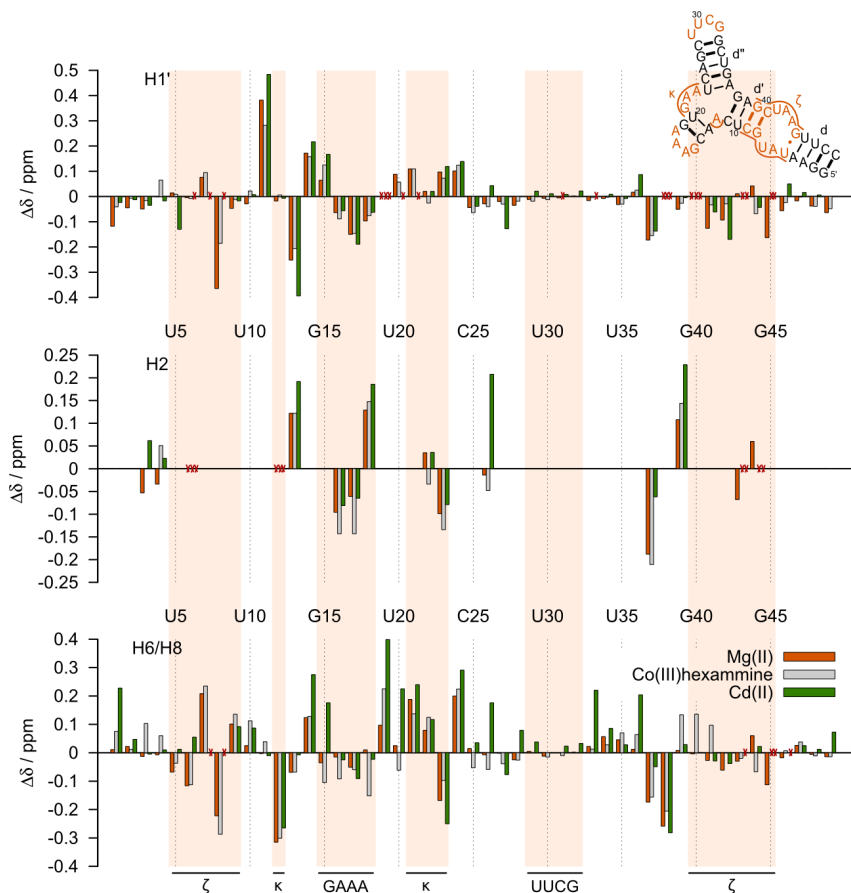 30
U C
U G
C G
G C
A U d"
C G
U A
κ A A G d'
A A G 40
G U 20 C U A ζ
A U C A A
A C A 10 U C G G d
A A C G U A U U U C C
G A A G G 5'
0.5
H1'
0.4
0.3
0.2
0.1
0
-0.1
-0.2
-0.3
-0.4
Δδ / ppm
U5 U10 G15 U20 C25 U30 U35 G40 G45
0.25
H2
0.2
0.15
0.1
0.05
0
-0.05
-0.1
-0.15
-0.2
-0.25
Δδ / ppm
U5 U10 G15 U20 C25 U30 U35 G40 G45
0.4
H6/H8
0.3
0.2
0.1
0
-0.1
-0.2
-0.3
-0.4
Δδ / ppm
Mg(II)
Co(III)hexammine
Cd(II)
ζ κ GAAA κ UUCG ζ